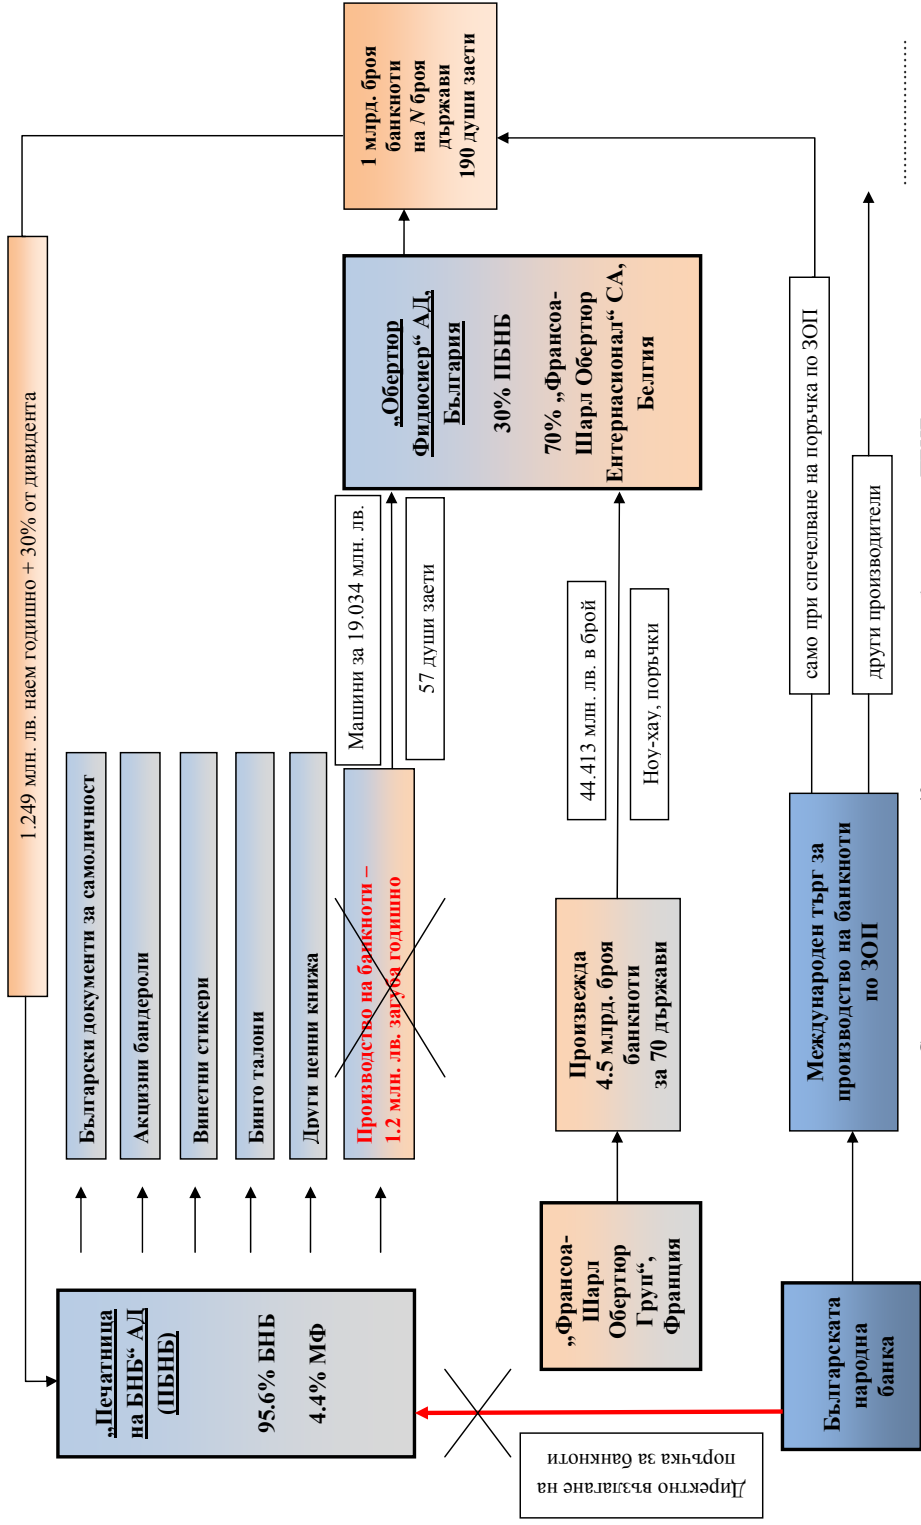 1.249 млн. лв. наем годишно + 30% от дивидента
„Печатница
на БНБ“ АД
(ПБНБ)
95.6% БНБ
4.4% МФ
Български документи за самоличност
Акцизни бандероли
Винетни стикери
Бинго талони
Други ценни книжа
Производство на банкноти –
1.2 млн. лв. загуба годишно
Машини за 19.034 млн. лв.
57 души заети
„Обертюр
Фидюсиер“ АД,
България
30% ПБНБ
70% „Франсоа-
Шарл Обертюр
Ентернасионал“ СА,
Белгия
1 млрд. броя
банкноти
на N броя
държави
190 души заети
„Франсоа-
Шарл
Обертюр
Груп“,
Франция
Произвежда
4.5 млрд. броя
банкноти
за 70 държави
44.413 млн. лв. в брой
Ноу-хау, поръчки
Директно възлагане на
поръчка за банкноти
Българската
народна
банка
Международен търг за
производство на банкноти
по ЗОП
само при спечелване на поръчка по ЗОП
други производители